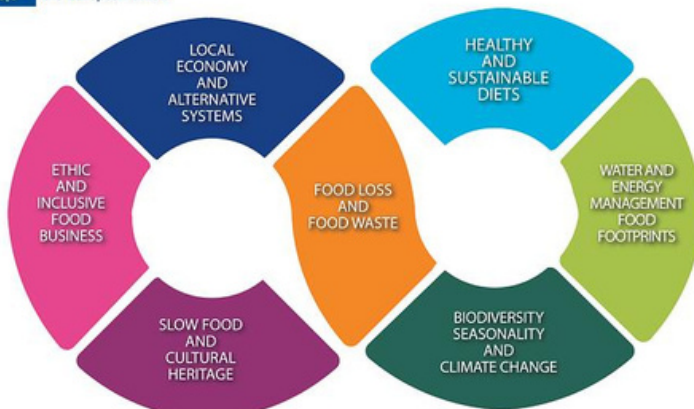 LOCAL
ECONOMY
AND
ALTERNATIVE
SYSTEMS
HEALTHY
AND
SUSTAINABLE
DIETS
ETHIC
AND
INCLUSIVE
FOOD
BUSINESS
FOOD LOSS
AND
FOOD WASTE
WATER AND
ENERGY
MANAGEMENT
FOOD
FOOTPRINTS
SLOW FOOD
AND
CULTURAL
HERITAGE
BIODIVERSITY
SEASONALITY
AND
CLIMATE CHANGE